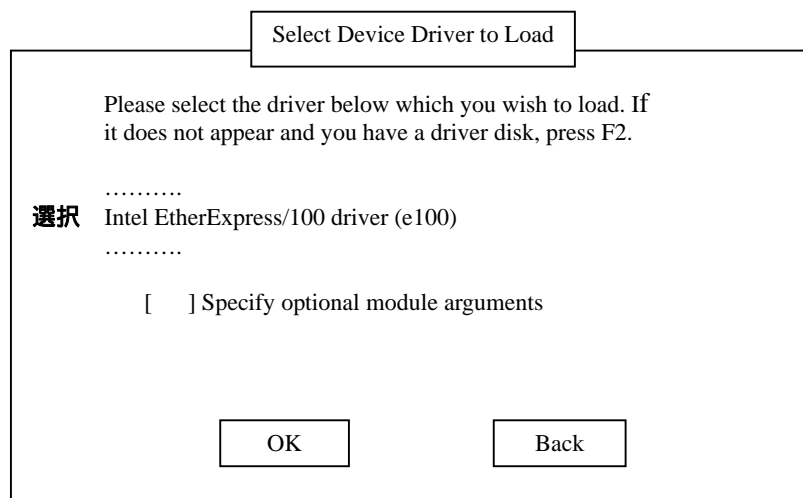 Select Device Driver to Load
Please select the driver below which you wish to load. If
it does not appear and you have a driver disk, press F2.
……….
選択 Intel EtherExpress/100 driver (e100)
……….
[ ] Specify optional module arguments
OK Back